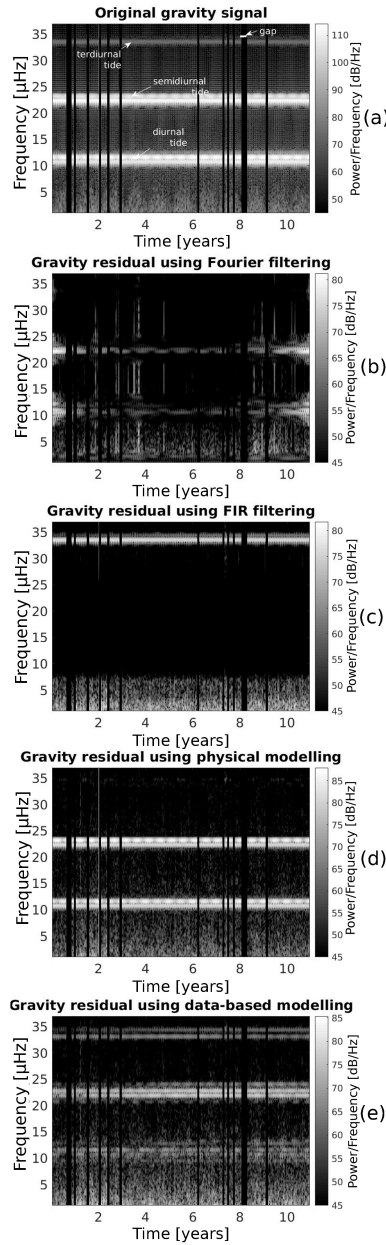 Original gravity signal
35
30
25
20
15
10
5
Frequency [µHz]
gap
terdiurnal
tide
semidiurnal
tide
diurnal
tide
2 4 6 8 10
Time [years]
110
100
90
80
70
60
50
Power/Frequency [dB/Hz]
(a)
Gravity residual using Fourier filtering
35
30
25
20
15
10
5
Frequency [µHz]
2 4 6 8 10
Time [years]
80
75
70
65
60
55
50
45
Power/Frequency [dB/Hz]
(b)
Gravity residual using FIR filtering
35
30
25
20
15
10
5
Frequency [µHz]
2 4 6 8 10
Time [years]
80
75
70
65
60
55
50
45
Power/Frequency [dB/Hz]
(c)
Gravity residual using physical modelling
35
30
25
20
15
10
5
Frequency [µHz]
2 4 6 8 10
Time [years]
85
80
75
70
65
60
55
50
45
Power/Frequency [dB/Hz]
(d)
Gravity residual using data-based modelling
35
30
25
20
15
10
5
Frequency [µHz]
2 4 6 8 10
Time [years]
85
80
75
70
65
60
55
50
45
Power/Frequency [dB/Hz]
(e)